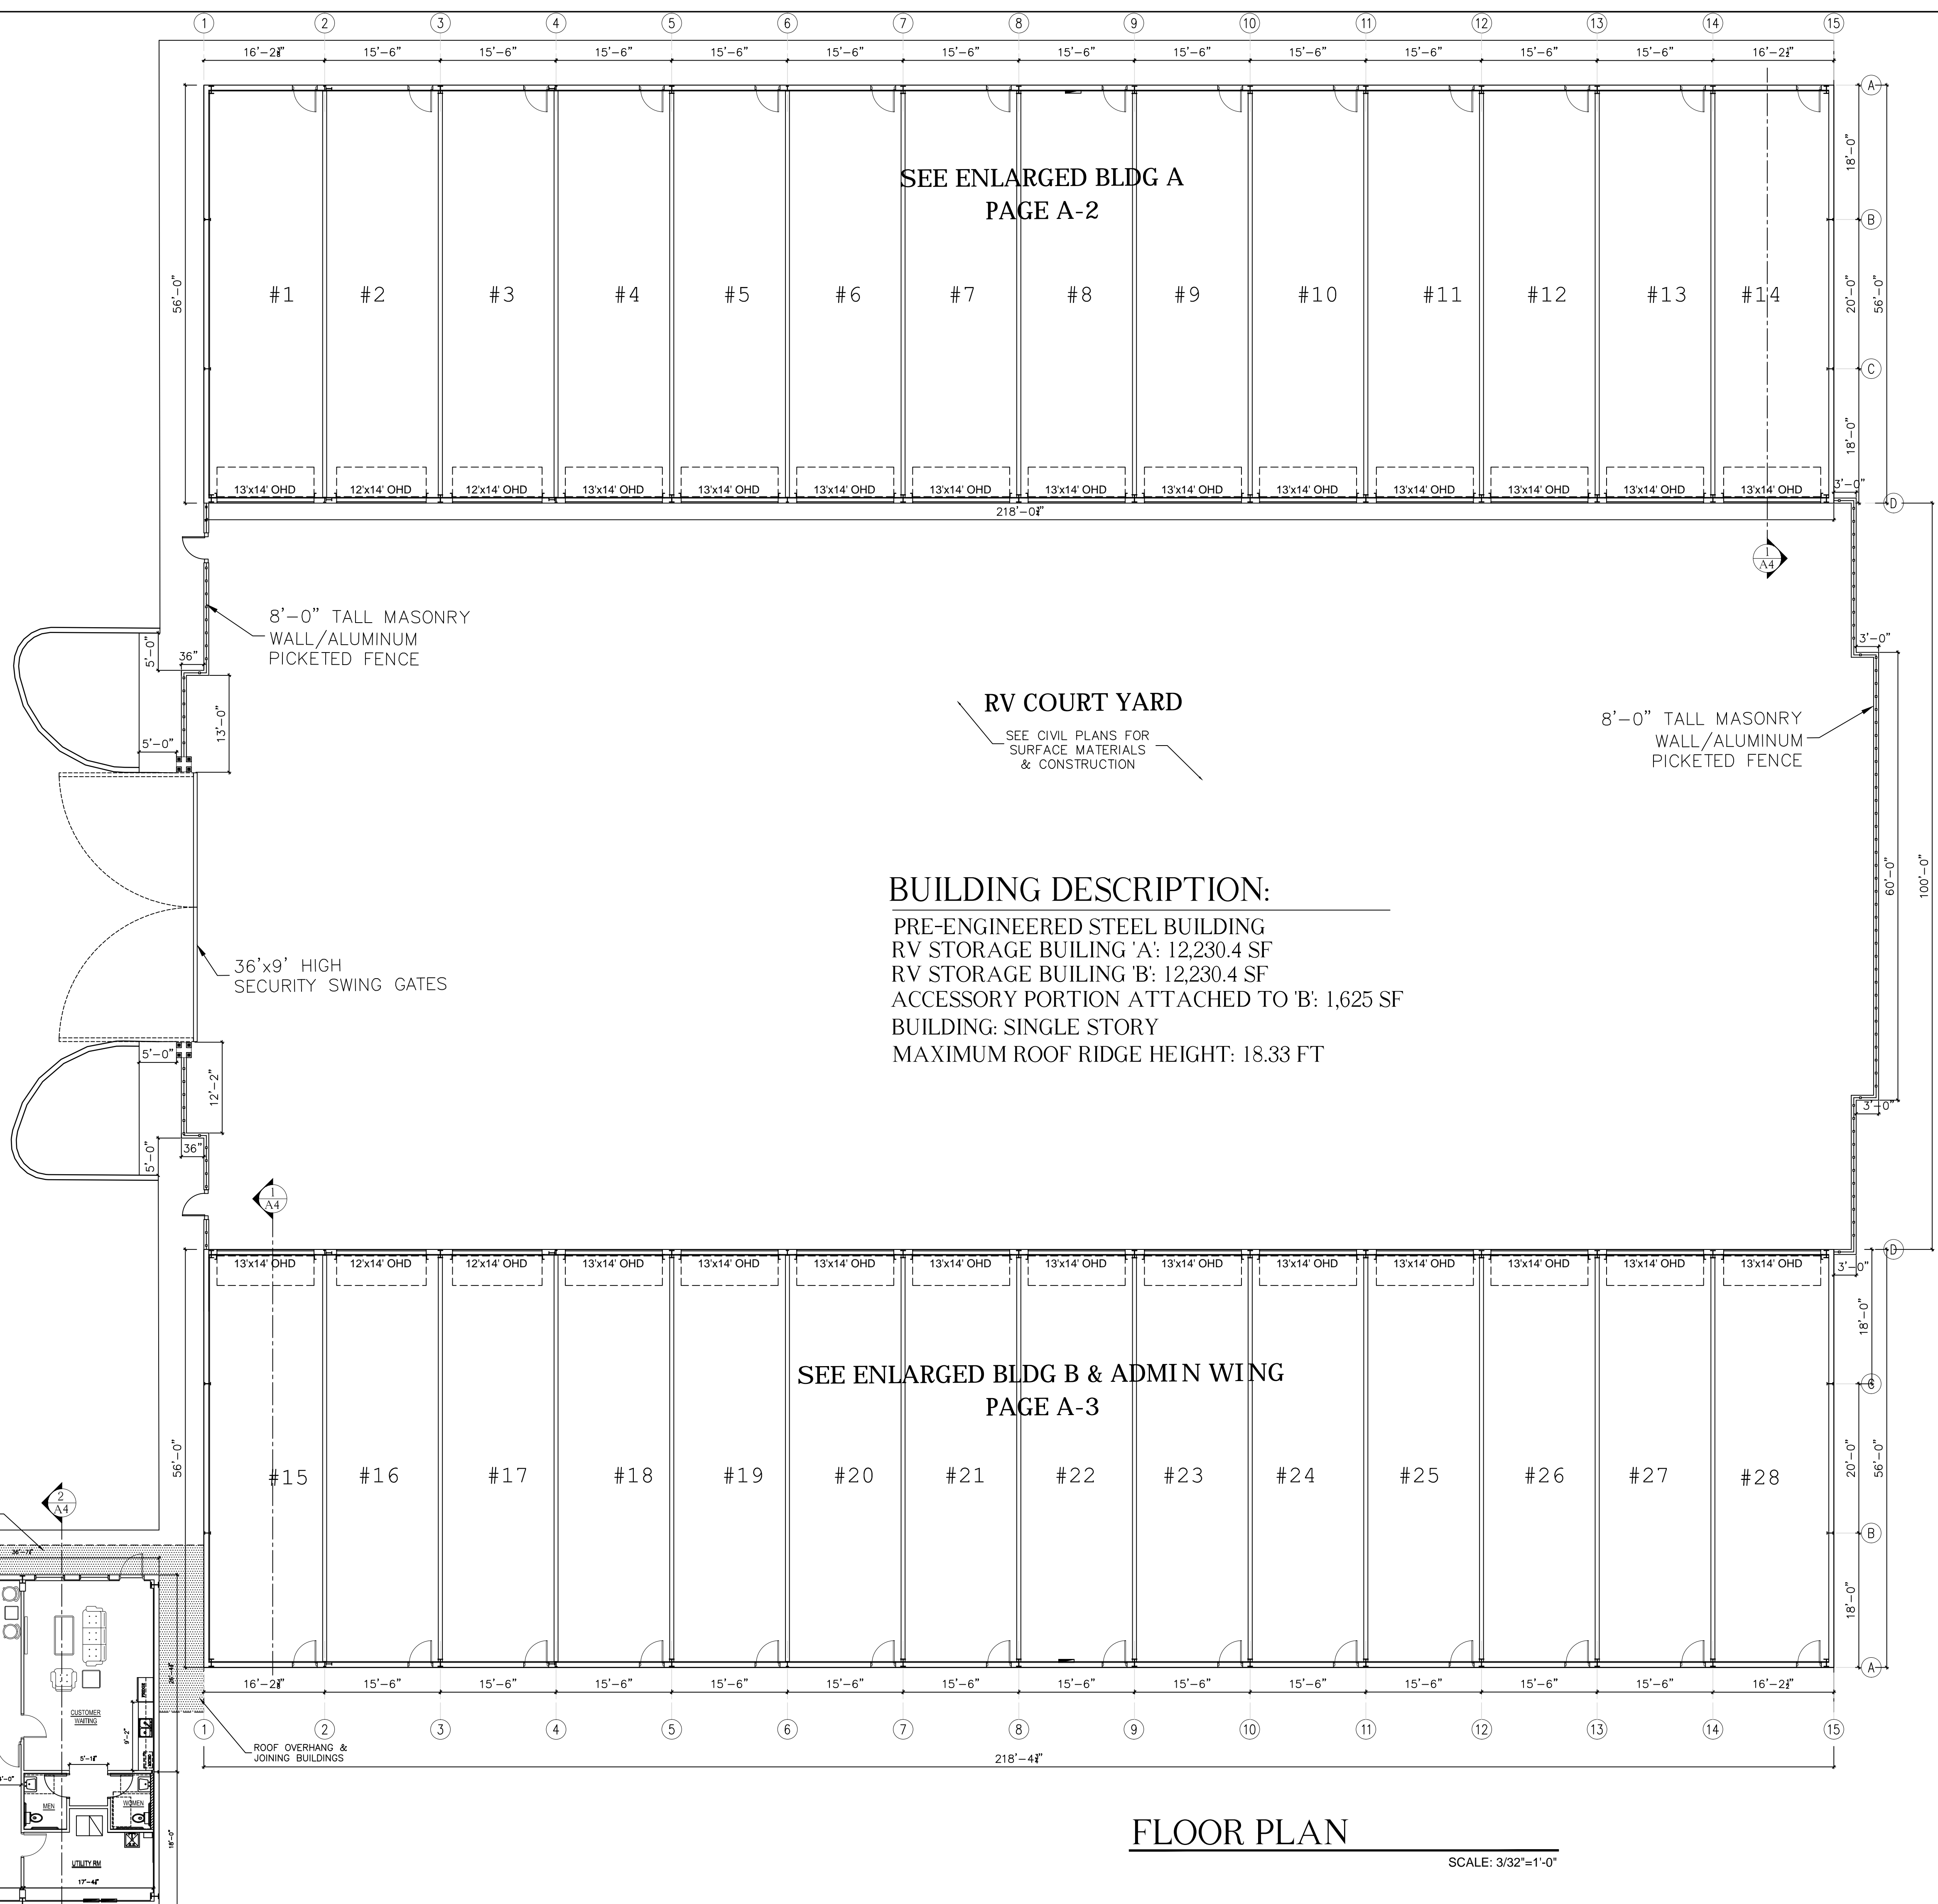 1 2 3 4 5 6 7 8 9 10 11 12 13 14 15
16'-2⅜" 15'-6" 15'-6" 15'-6" 15'-6" 15'-6" 15'-6" 15'-6" 15'-6" 15'-6" 15'-6" 15'-6" 15'-6" 16'-2½"
A
18'-0"
SEE ENLARGED BLDG A
PAGE A-2
B
56'-0"
#1 #2 #3 #4 #5 #6 #7 #8 #9 #10 #11 #12 #13 #14
20'-0" 56'-0"
C
18'-0"
13'x14' OHD 12'x14' OHD 12'x14' OHD 13'x14' OHD 13'x14' OHD 13'x14' OHD 13'x14' OHD 13'x14' OHD 13'x14' OHD 13'x14' OHD 13'x14' OHD 13'x14' OHD 13'x14' OHD 13'x14' OHD
3'-0"
D
218'-0¾"
1
A4
8'-0" TALL MASONRY
WALL/ALUMINUM
PICKETED FENCE
5'-0"
36"
3'-0"
13'-0"
5'-0"
RV COURT YARD
SEE CIVIL PLANS FOR
SURFACE MATERIALS
& CONSTRUCTION
8'-0" TALL MASONRY
WALL/ALUMINUM
PICKETED FENCE
60'-0"
100'-0"
BUILDING DESCRIPTION:
PRE-ENGINEERED STEEL BUILDING
RV STORAGE BUILING 'A': 12,230.4 SF
RV STORAGE BUILING 'B': 12,230.4 SF
ACCESSORY PORTION ATTACHED TO 'B': 1,625 SF
BUILDING: SINGLE STORY
MAXIMUM ROOF RIDGE HEIGHT: 18.33 FT
36'x9' HIGH
SECURITY SWING GATES
5'-0"
12'-2"
3'-0"
5'-0"
36"
1
A4
D
13'x14' OHD 12'x14' OHD 12'x14' OHD 13'x14' OHD 13'x14' OHD 13'x14' OHD 13'x14' OHD 13'x14' OHD 13'x14' OHD 13'x14' OHD 13'x14' OHD 13'x14' OHD 13'x14' OHD 13'x14' OHD
3'-0"
18'-0"
SEE ENLARGED BLDG B & ADMIN WING
PAGE A-3
C
56'-0"
#15 #16 #17 #18 #19 #20 #21 #22 #23 #24 #25 #26 #27 #28
20'-0" 56'-0"
2
A4
B
18'-0"
A
16'-2⅜" 15'-6" 15'-6" 15'-6" 15'-6" 15'-6" 15'-6" 15'-6" 15'-6" 15'-6" 15'-6" 15'-6" 15'-6" 16'-2½"
CUSTOMER
WAITING
9'-2"
1 2 3 4 5 6 7 8 9 10 11 12 13 14 15
ROOF OVERHANG &
JOINING BUILDINGS
218'-4¾"
MEN
WOMEN
18'-0"
UTILITY RM
FLOOR PLAN
SCALE: 3/32"=1'-0"